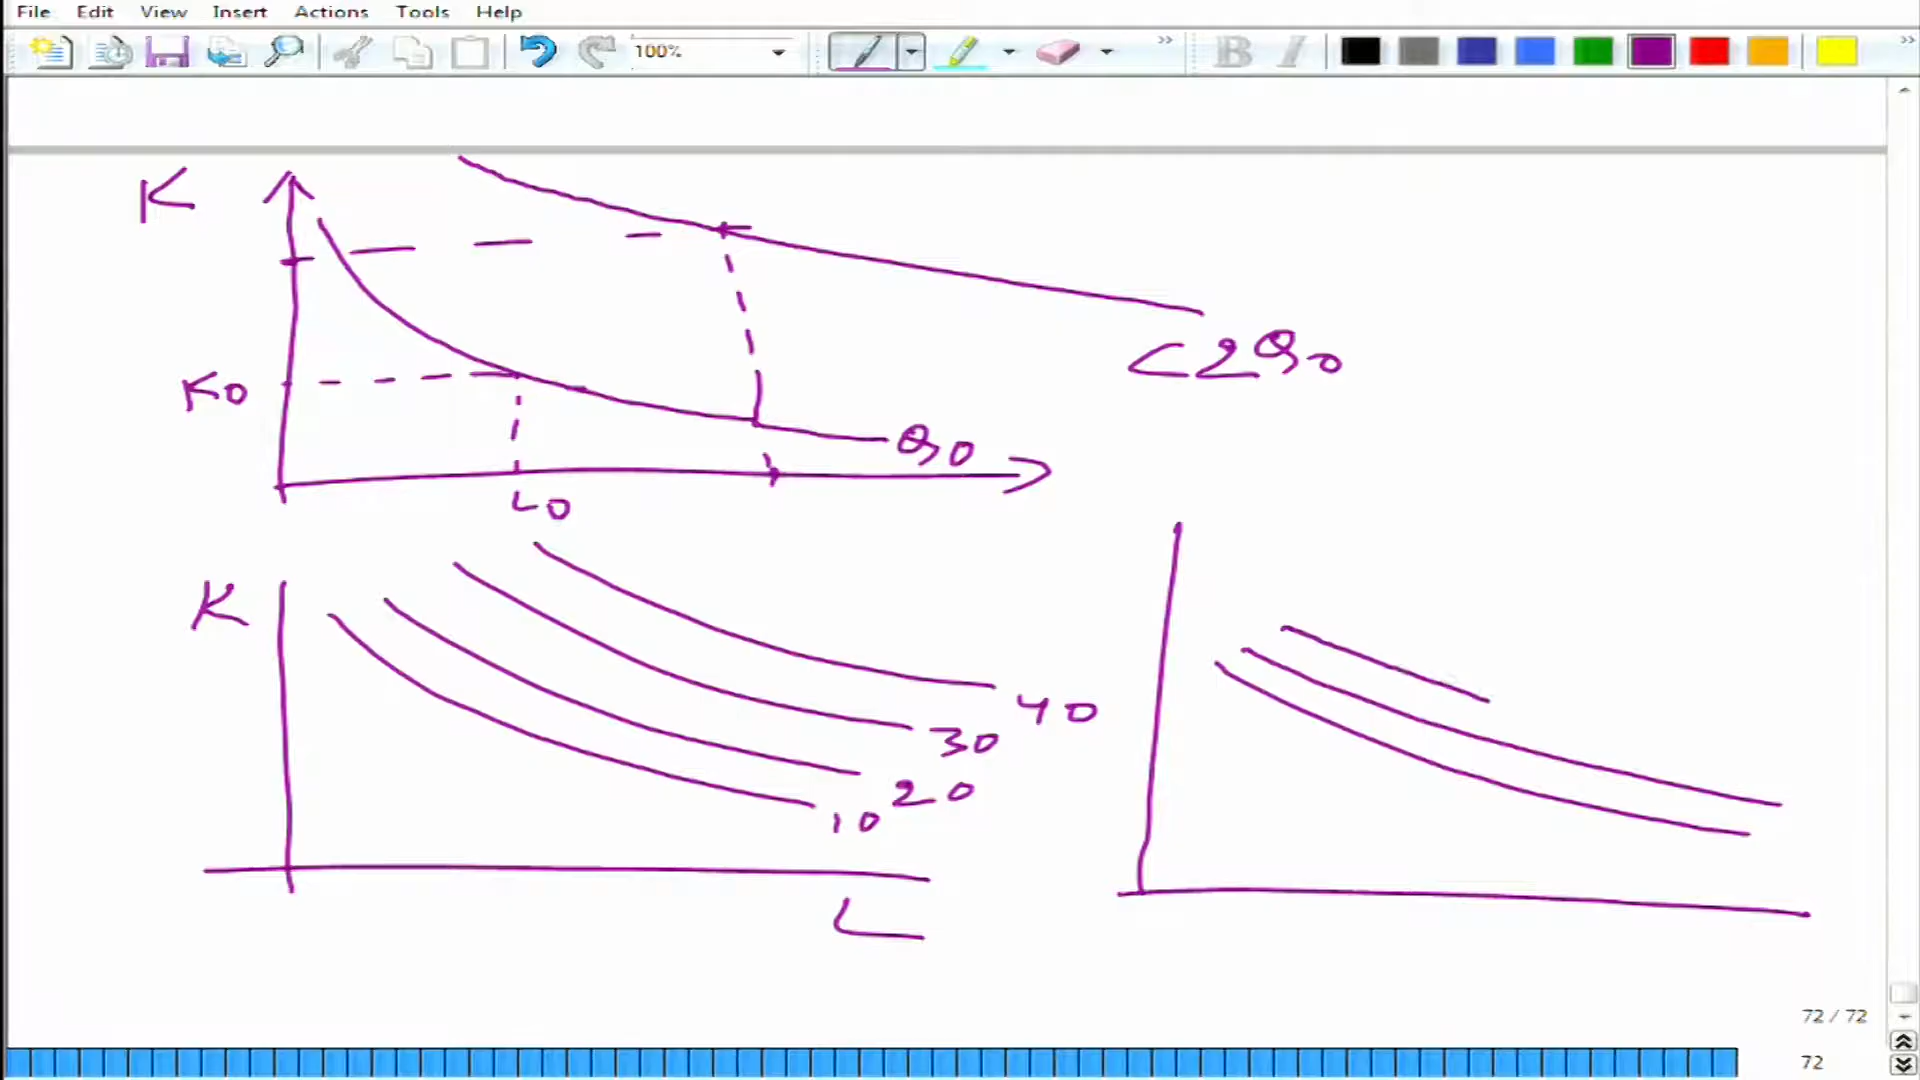 File Edit View Insert Actions Tools Help
100%
B I
K
<2Q0
K0
Q0
L0
K
40
30
20
10
L
72 / 72
72